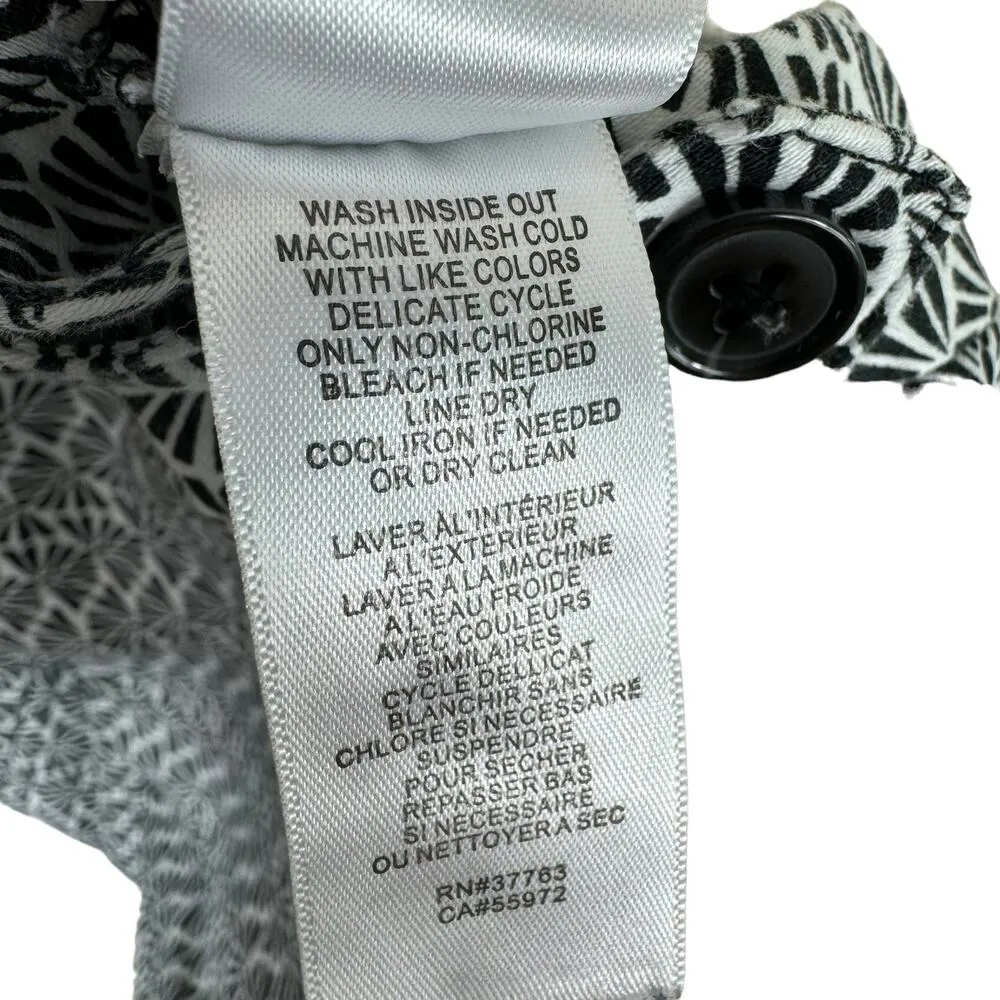 WASH INSIDE OUT
MACHINE WASH COLD
WITH LIKE COLORS
DELICATE CYCLE
ONLY NON-CHLORINE
BLEACH IF NEEDED
LINE DRY
COOL IRON IF NEEDED
OR DRY CLEAN
LAVER ÀL'INTÉRIEUR
A L'EXTERIEUR
LAVER A LA MACHINE
A L'EAU FROIDE
AVEC COULEURS
SIMILAIRES
CYCLE DELLICAT
BLANCHIR SANS
CHLORE SI NECESSAIRE
SUSPENDRE
POUR SECHER
REPASSER BAS
SI NECESSAIRE
OU NETTOYER A SEC
RN#37763
CA#55972